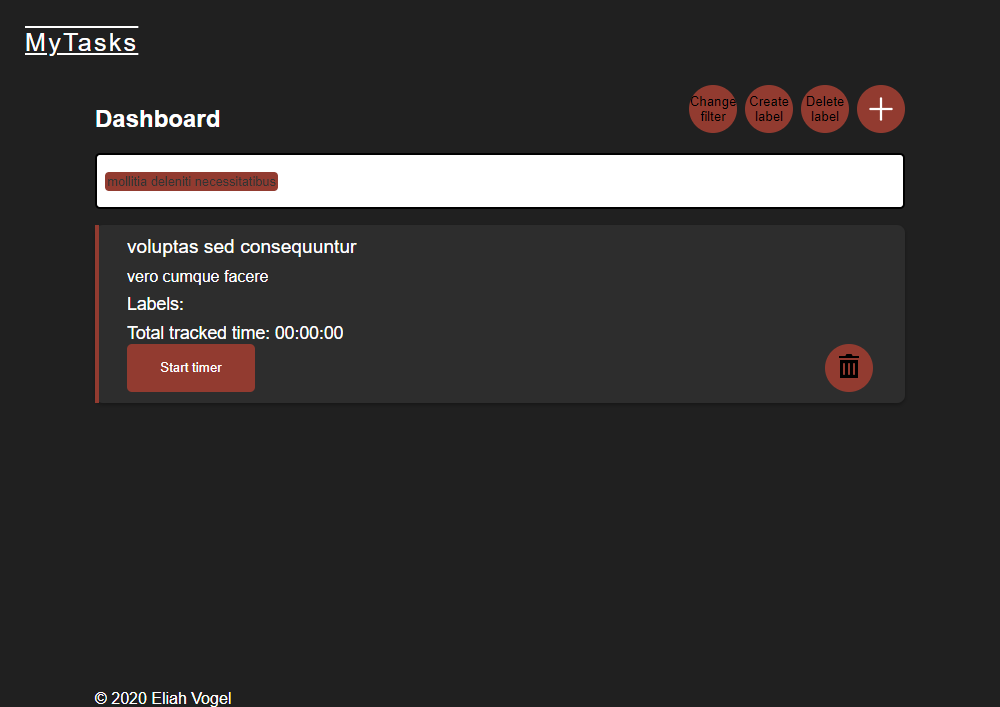 MyTasks
Dashboard
Change
filter
Create
label
Delete
label
mollitia deleniti necessitatibus
voluptas sed consequuntur
vero cumque facere
Labels:
Total tracked time: 00:00:00
Start timer
© 2020 Eliah Vogel